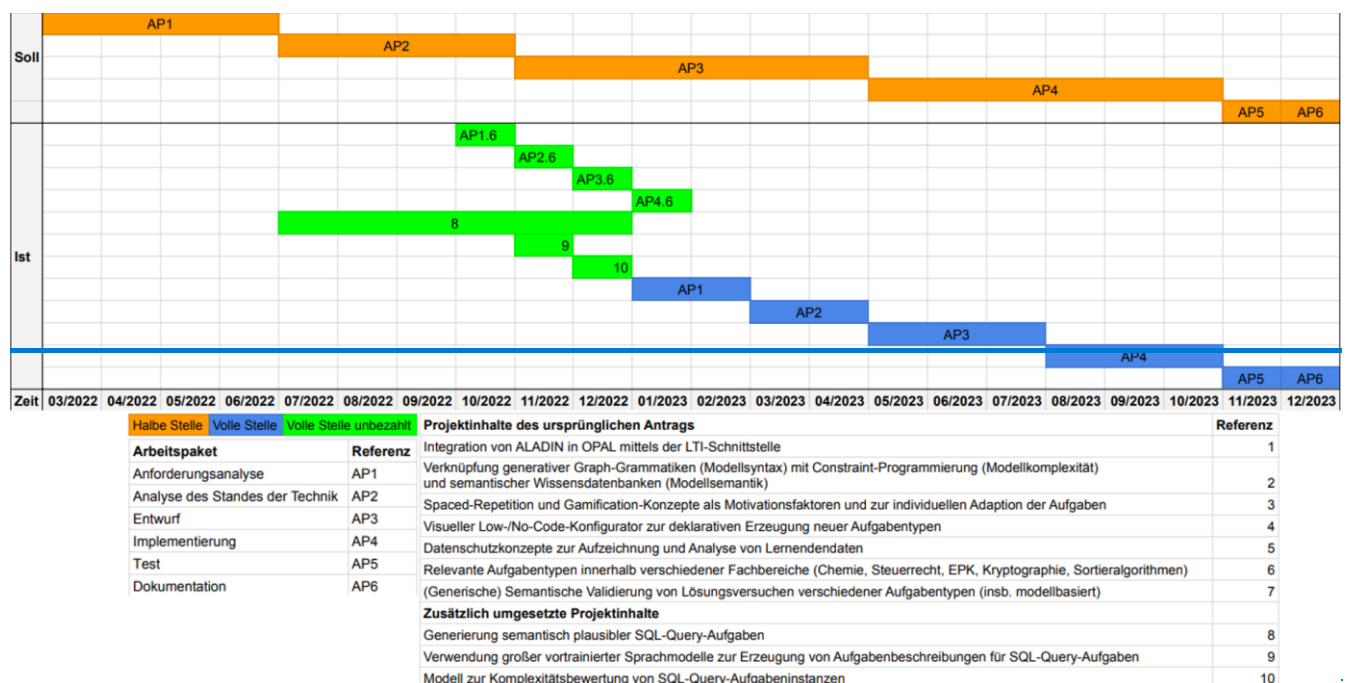 AP1
AP2
Soll
AP3
AP4
AP5 AP6
AP1.6
AP2.6
AP3.6
AP4.6
8
9
Ist
10
AP1
AP2
AP3
AP4
AP5 AP6
Zeit 03/2022 04/2022 05/2022 06/2022 07/2022 08/2022 09/2022 10/2022 11/2022 12/2022 01/2023 02/2023 03/2023 04/2023 05/2023 06/2023 07/2023 08/2023 09/2023 10/2023 11/2023 12/2023
Halbe Stelle Volle Stelle Volle Stelle unbezahlt
Arbeitspaket Referenz
Anforderungsanalyse AP1
Analyse des Standes der Technik AP2
Entwurf AP3
Implementierung AP4
Test AP5
Dokumentation AP6
Projektinhalte des ursprünglichen Antrags Referenz
Integration von ALADIN in OPAL mittels der LTI-Schnittstelle 1
Verknüpfung generativer Graph-Grammatiken (Modellsyntax) mit Constraint-Programmierung (Modellkomplexität)
und semantischer Wissensdatenbanken (Modellsemantik) 2
Spaced-Repetition und Gamification-Konzepte als Motivationsfaktoren und zur individuellen Adaption der Aufgaben 3
Visueller Low-/No-Code-Konfigurator zur deklarativen Erzeugung neuer Aufgabentypen 4
Datenschutzkonzepte zur Aufzeichnung und Analyse von Lernendendaten 5
Relevante Aufgabentypen innerhalb verschiedener Fachbereiche (Chemie, Steuerrecht, EPK, Kryptographie, Sortieralgorithmen) 6
(Generische) Semantische Validierung von Lösungsversuchen verschiedener Aufgabentypen (insb. modellbasiert) 7
Zusätzlich umgesetzte Projektinhalte
Generierung semantisch plausibler SQL-Query-Aufgaben 8
Verwendung großer vortrainierter Sprachmodelle zur Erzeugung von Aufgabenbeschreibungen für SQL-Query-Aufgaben 9
Modell zur Komplexitätsbewertung von SQL-Query-Aufgabeninstanzen 10